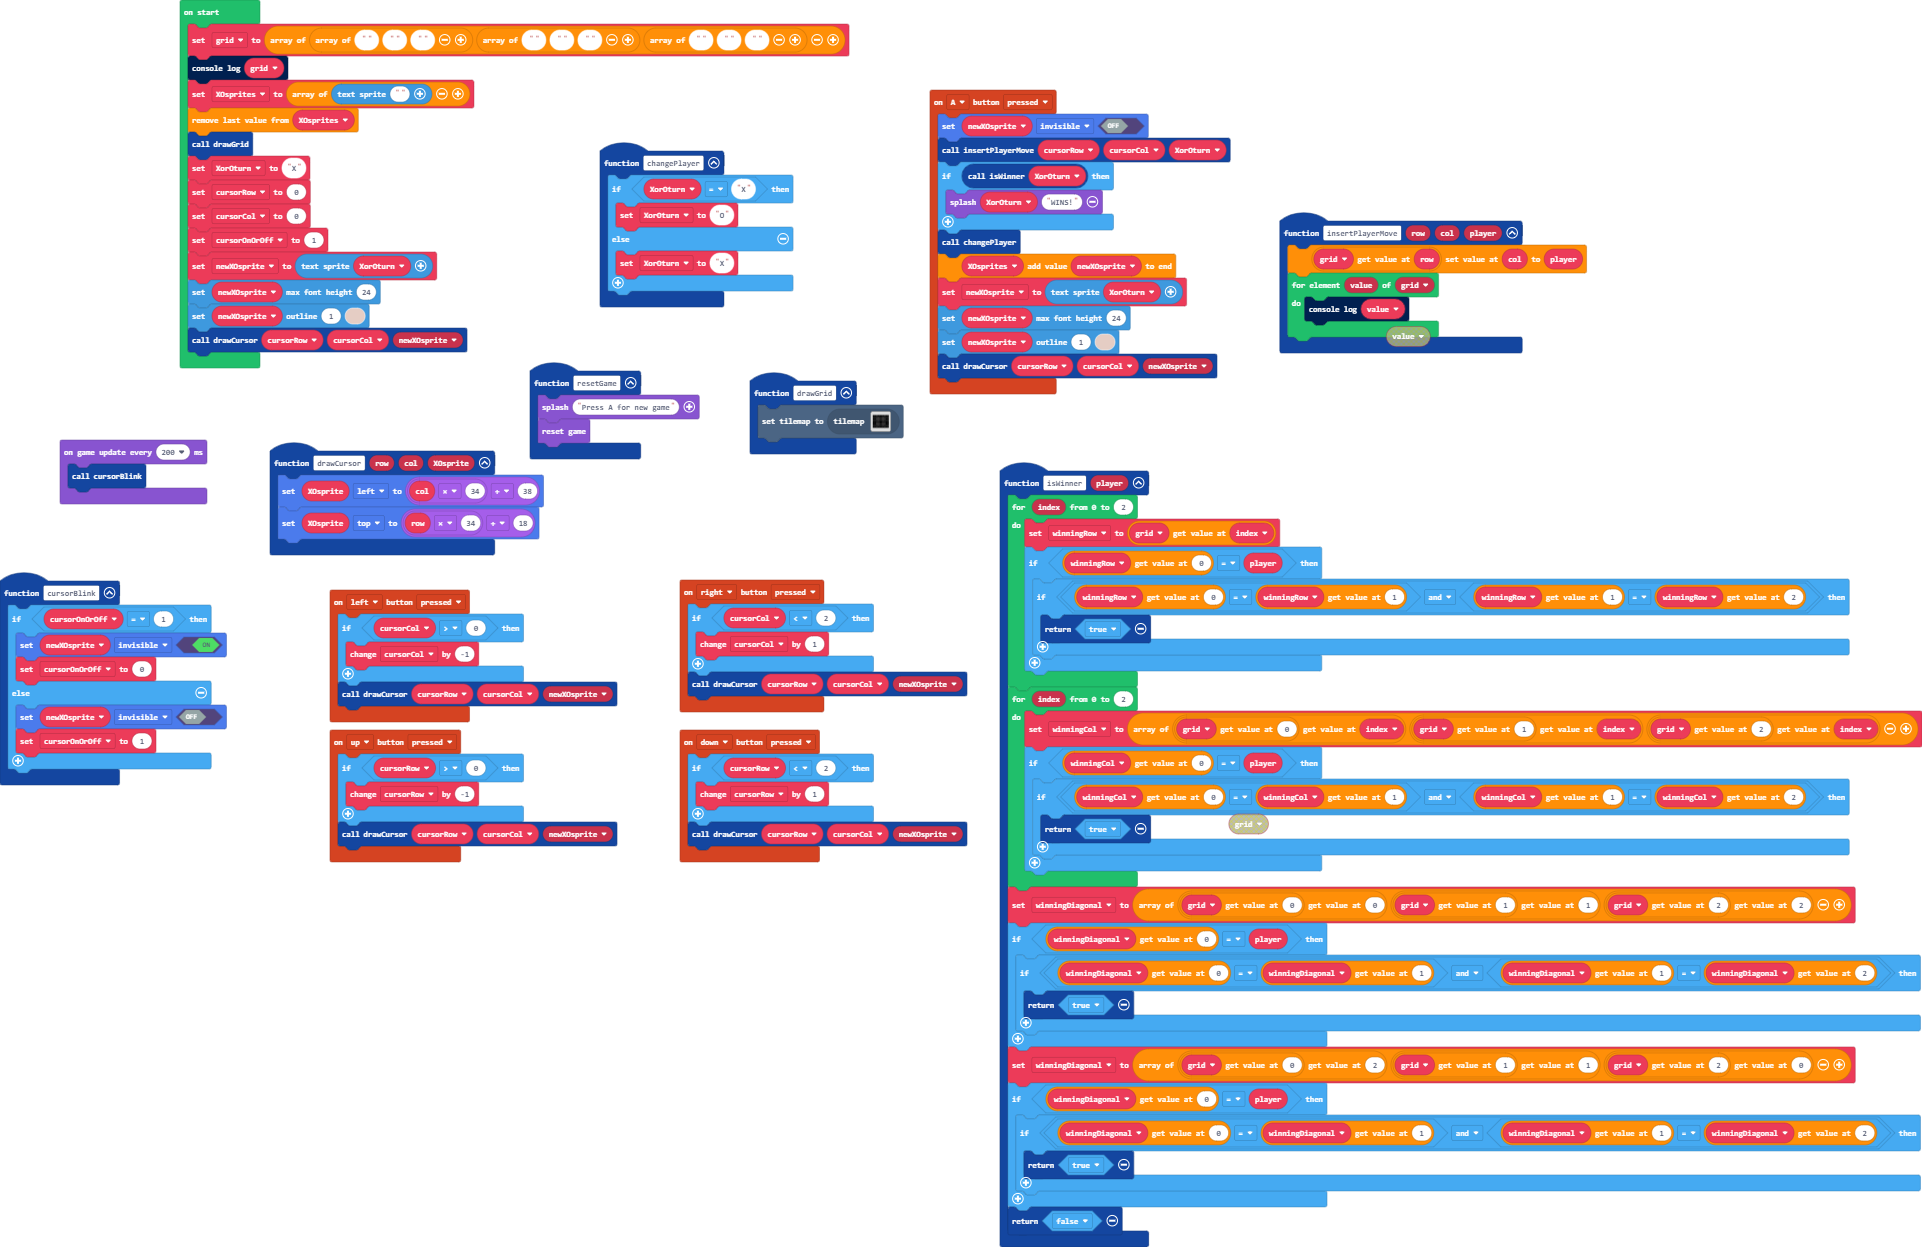 on start
set grid to array of array of "" "" "" array of "" "" "" array of "" "" ""
console log grid
set XOsprites to array of text sprite ""
remove last value from XOsprites
call drawGrid
set XorOturn to "X"
set cursorRow to 0
set cursorCol to 0
set cursorOnOrOff to 1
set newXOsprite to text sprite XorOturn
set newXOsprite max font height 24
set newXOsprite outline 1
call drawCursor cursorRow cursorCol newXOsprite
function changePlayer
if XorOturn = "X" then
set XorOturn to "O"
else
set XorOturn to "X"
on A button pressed
set newXOsprite invisible OFF
call insertPlayerMove cursorRow cursorCol XorOturn
if call isWinner XorOturn then
splash XorOturn "WINS!"
call changePlayer
XOsprites add value newXOsprite to end
set newXOsprite to text sprite XorOturn
set newXOsprite max font height 24
set newXOsprite outline 1
call drawCursor cursorRow cursorCol newXOsprite
function insertPlayerMove row col player
grid get value at row set value at col to player
for element value of grid
do
console log value
value
function resetGame
splash "Press A for new game"
reset game
function drawGrid
set tilemap to tilemap
on game update every 200 ms
call cursorBlink
function drawCursor row col XOsprite
set XOsprite left to col × 34 + 38
set XOsprite top to row × 34 + 18
function cursorBlink
if cursorOnOrOff = 1 then
set newXOsprite invisible ON
set cursorOnOrOff to 0
else
set newXOsprite invisible OFF
set cursorOnOrOff to 1
on left button pressed
if cursorCol > 0 then
change cursorCol by -1
call drawCursor cursorRow cursorCol newXOsprite
on right button pressed
if cursorCol < 2 then
change cursorCol by 1
call drawCursor cursorRow cursorCol newXOsprite
on up button pressed
if cursorRow > 0 then
change cursorRow by -1
call drawCursor cursorRow cursorCol newXOsprite
on down button pressed
if cursorRow < 2 then
change cursorRow by 1
call drawCursor cursorRow cursorCol newXOsprite
function isWinner player
for index from 0 to 2
do
set winningRow to grid get value at index
if winningRow get value at 0 = player then
if winningRow get value at 0 = winningRow get value at 1 and winningRow get value at 1 = winningRow get value at 2 then
return true
for index from 0 to 2
do
set winningCol to array of grid get value at 0 get value at index grid get value at 1 get value at index grid get value at 2 get value at index
if winningCol get value at 0 = player then
if winningCol get value at 0 = winningCol get value at 1 and winningCol get value at 1 = winningCol get value at 2 then
return true
grid
set winningDiagonal to array of grid get value at 0 get value at 0 grid get value at 1 get value at 1 grid get value at 2 get value at 2
if winningDiagonal get value at 0 = player then
if winningDiagonal get value at 0 = winningDiagonal get value at 1 and winningDiagonal get value at 1 = winningDiagonal get value at 2 then
return true
set winningDiagonal to array of grid get value at 0 get value at 2 grid get value at 1 get value at 1 grid get value at 2 get value at 0
if winningDiagonal get value at 0 = player then
if winningDiagonal get value at 0 = winningDiagonal get value at 1 and winningDiagonal get value at 1 = winningDiagonal get value at 2 then
return true
return false